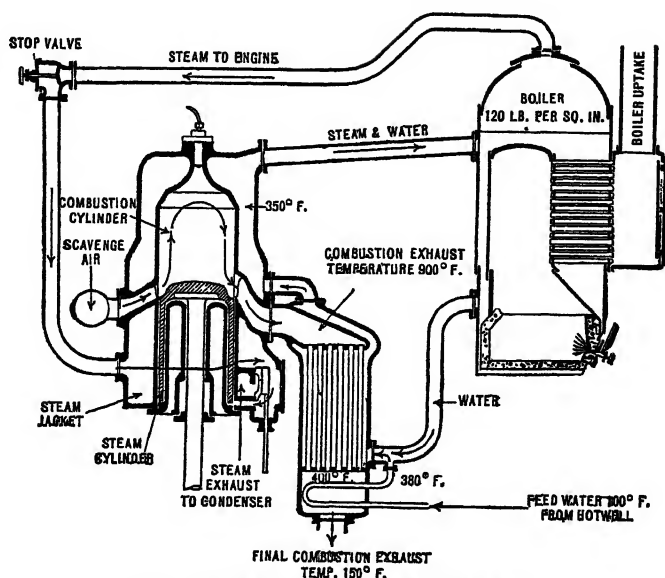 STOP VALVE
STEAM TO ENGINE
BOILER
120 LB. PER SQ. IN.
BOILER UPTAKE
STEAM & WATER
350° F.
COMBUSTION
CYLINDER
SCAVENGE
AIR
COMBUSTION EXHAUST
TEMPERATURE 900° F.
STEAM
JACKET
STEAM
CYLINDER
STEAM
EXHAUST
TO CONDENSER
WATER
400° F.
380° F.
FEED WATER 100° F.
FROM HOTWELL
FINAL COMBUSTION EXHAUST
TEMP. 150° F.